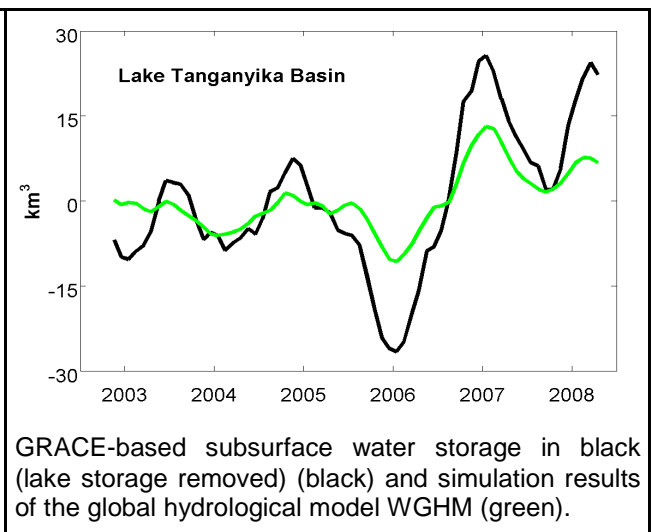 30
Lake Tanganyika Basin
15
0
km³
-15
-30
2003 2004 2005 2006 2007 2008
GRACE-based subsurface water storage in black
(lake storage removed) (black) and simulation results
of the global hydrological model WGHM (green).